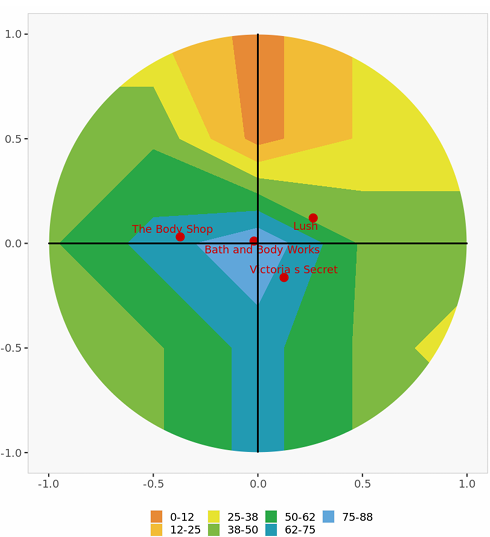 1.0
0.5
Lush
The Body Shop
0.0
Bath and Body Works
Victoria s Secret
-0.5
-1.0
-1.0 -0.5 0.0 0.5 1.0
0-12 25-38 50-62 75-88
12-25 38-50 62-75